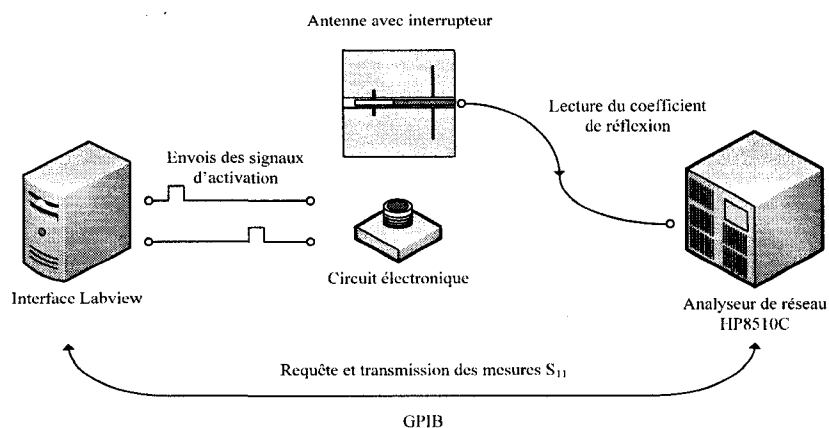 Antenne avec interrupteur
Lecture du coefficient
de réflexion
Envois des signaux
d'activation
Circuit électronique
Interface Labview
Analyseur de réseau
HP8510C
Requête et transmission des mesures S₁₁
GPIB